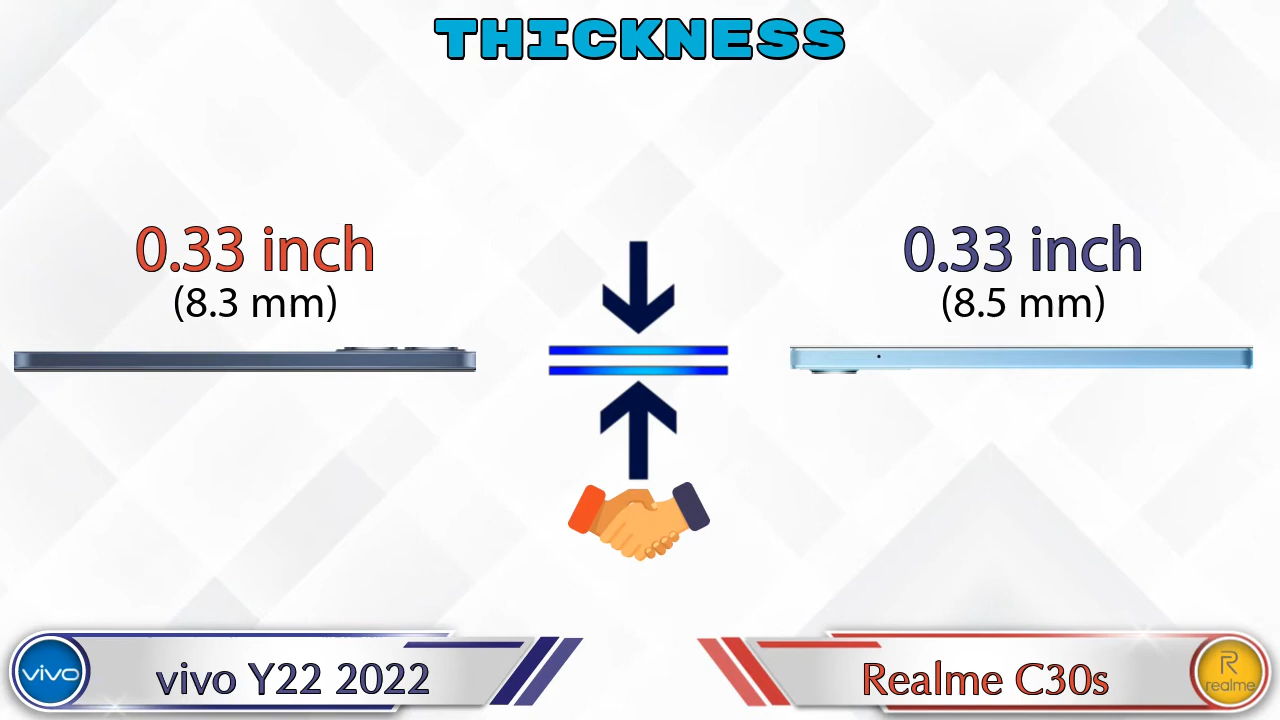 THICKNESS
0.33 inch
(8.3 mm)
0.33 inch
(8.5 mm)
vivo
vivo Y22 2022
Realme C30s
R
realme